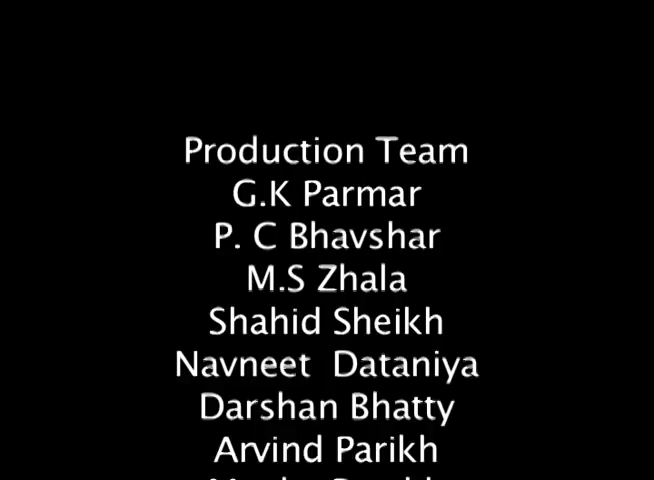 Production Team
G.K Parmar
P. C Bhavshar
M.S Zhala
Shahid Sheikh
Navneet  Dataniya
Darshan Bhatty
Arvind Parikh